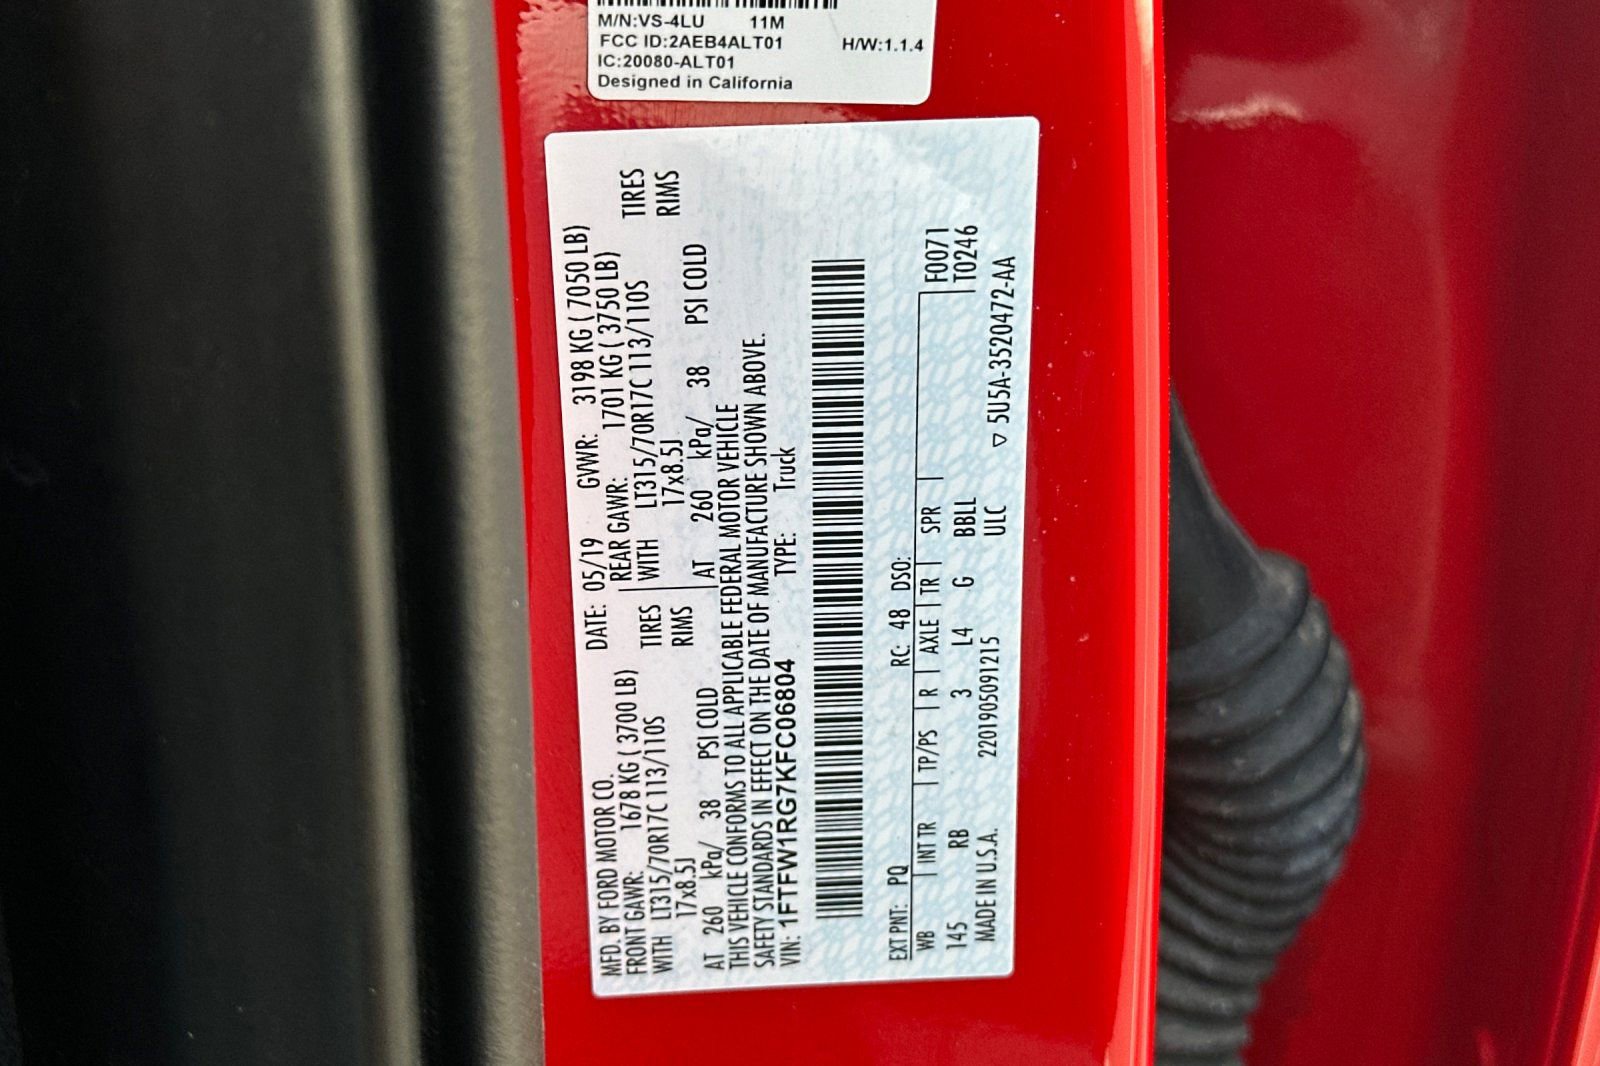 M/N:VS-4LU 11M
FCC ID:2AEB4ALT01 H/W:1.1.4
IC:20080-ALT01
Designed in California
MFD. BY FORD MOTOR CO. DATE: 05/19 GVWR: 3198 KG ( 7050 LB)
FRONT GAWR: 1678 KG ( 3700 LB) REAR GAWR: 1701 KG ( 3750 LB)
WITH LT315/70R17C 113/110S TIRES WITH LT315/70R17C 113/110S TIRES
17x8.5J RIMS 17x8.5J RIMS
AT 260 kPa/ 38 PSI COLD AT 260 kPa/ 38 PSI COLD
THIS VEHICLE CONFORMS TO ALL APPLICABLE FEDERAL MOTOR VEHICLE
SAFETY STANDARDS IN EFFECT ON THE DATE OF MANUFACTURE SHOWN ABOVE.
VIN: 1FTFW1RG7KFC06804 TYPE: Truck
EXT PNT: PQ RC: 48 DSO:
WB INT TR TP/PS R AXLE TR SPR F0071
145 RB 3 L4 G BBLL T0246
MADE IN U.S.A. 2201905091215 ULC ▽ 5U5A-3520472-AA